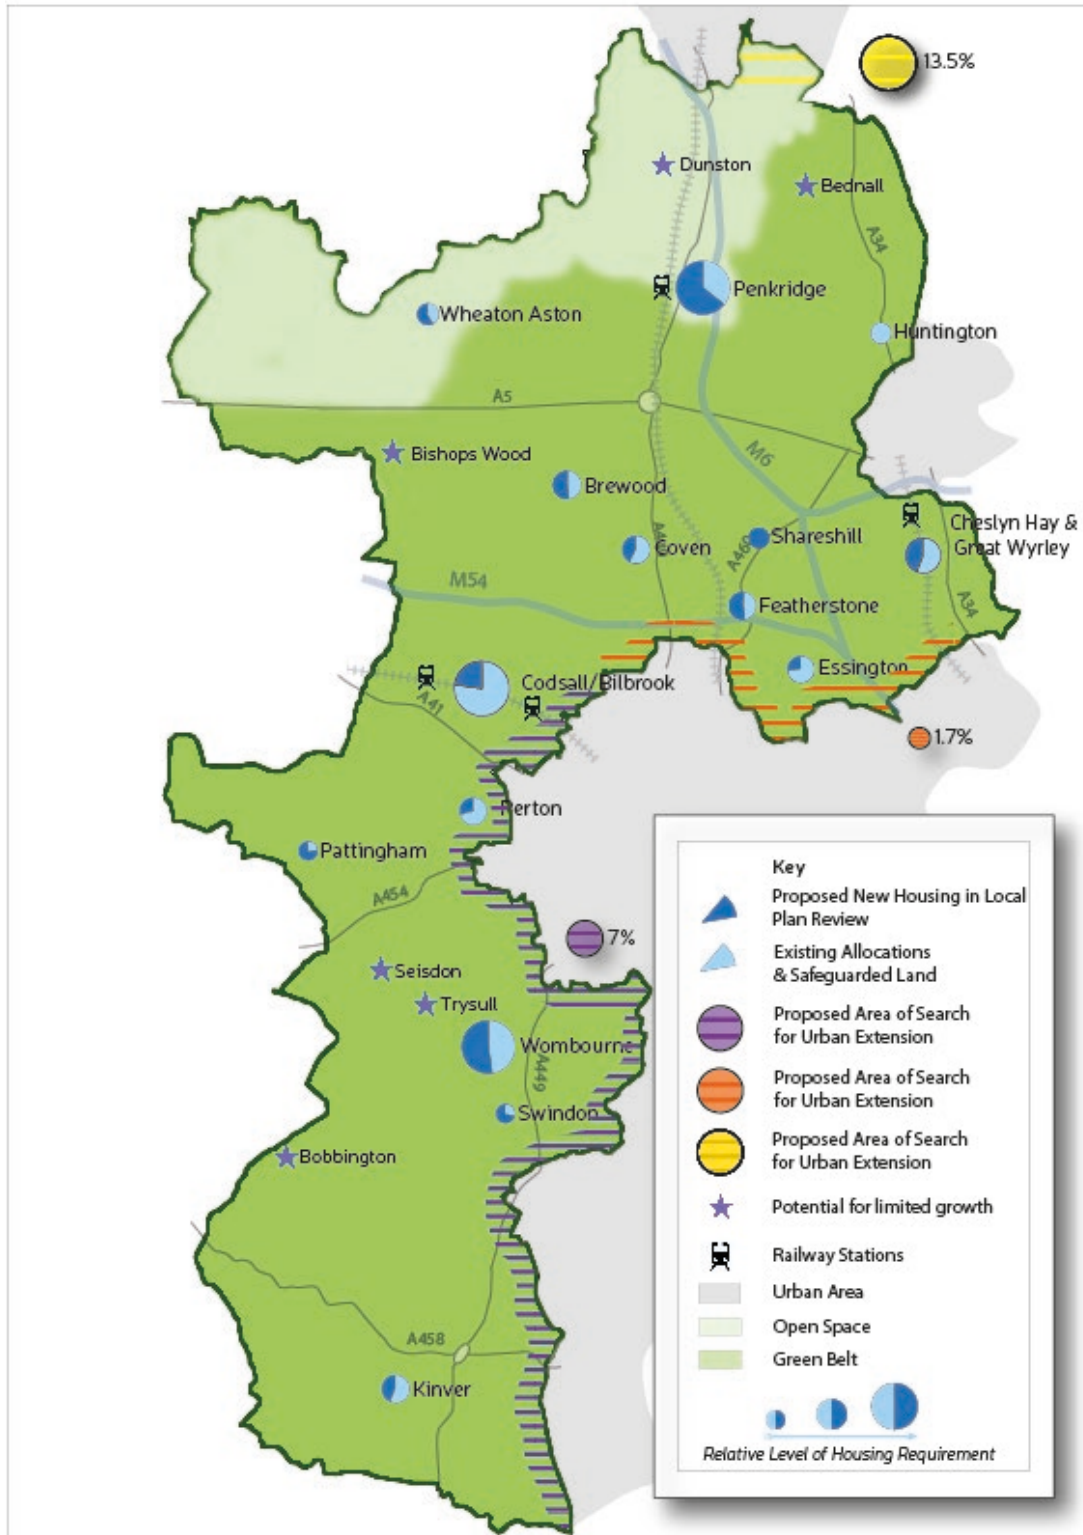 13.5%
Dunston
Bednall
A34
Penkridge
Wheaton Aston
Huntington
A5
Bishops Wood
M6
Brewood
Cheslyn Hay &
Great Wyrley
Shareshill
Coven
A460
M54
Featherstone
A34
Essington
Codsall/Bilbrook
A41
1.7%
Perton
Pattingham
A454
7%
Seisdon
Trysull
Wombourne
A449
Swindon
Bobbington
A458
Kinver
Key
Proposed New Housing in Local
Plan Review
Existing Allocations
& Safeguarded Land
Proposed Area of Search
for Urban Extension
Proposed Area of Search
for Urban Extension
Proposed Area of Search
for Urban Extension
Potential for limited growth
Railway Stations
Urban Area
Open Space
Green Belt
Relative Level of Housing Requirement